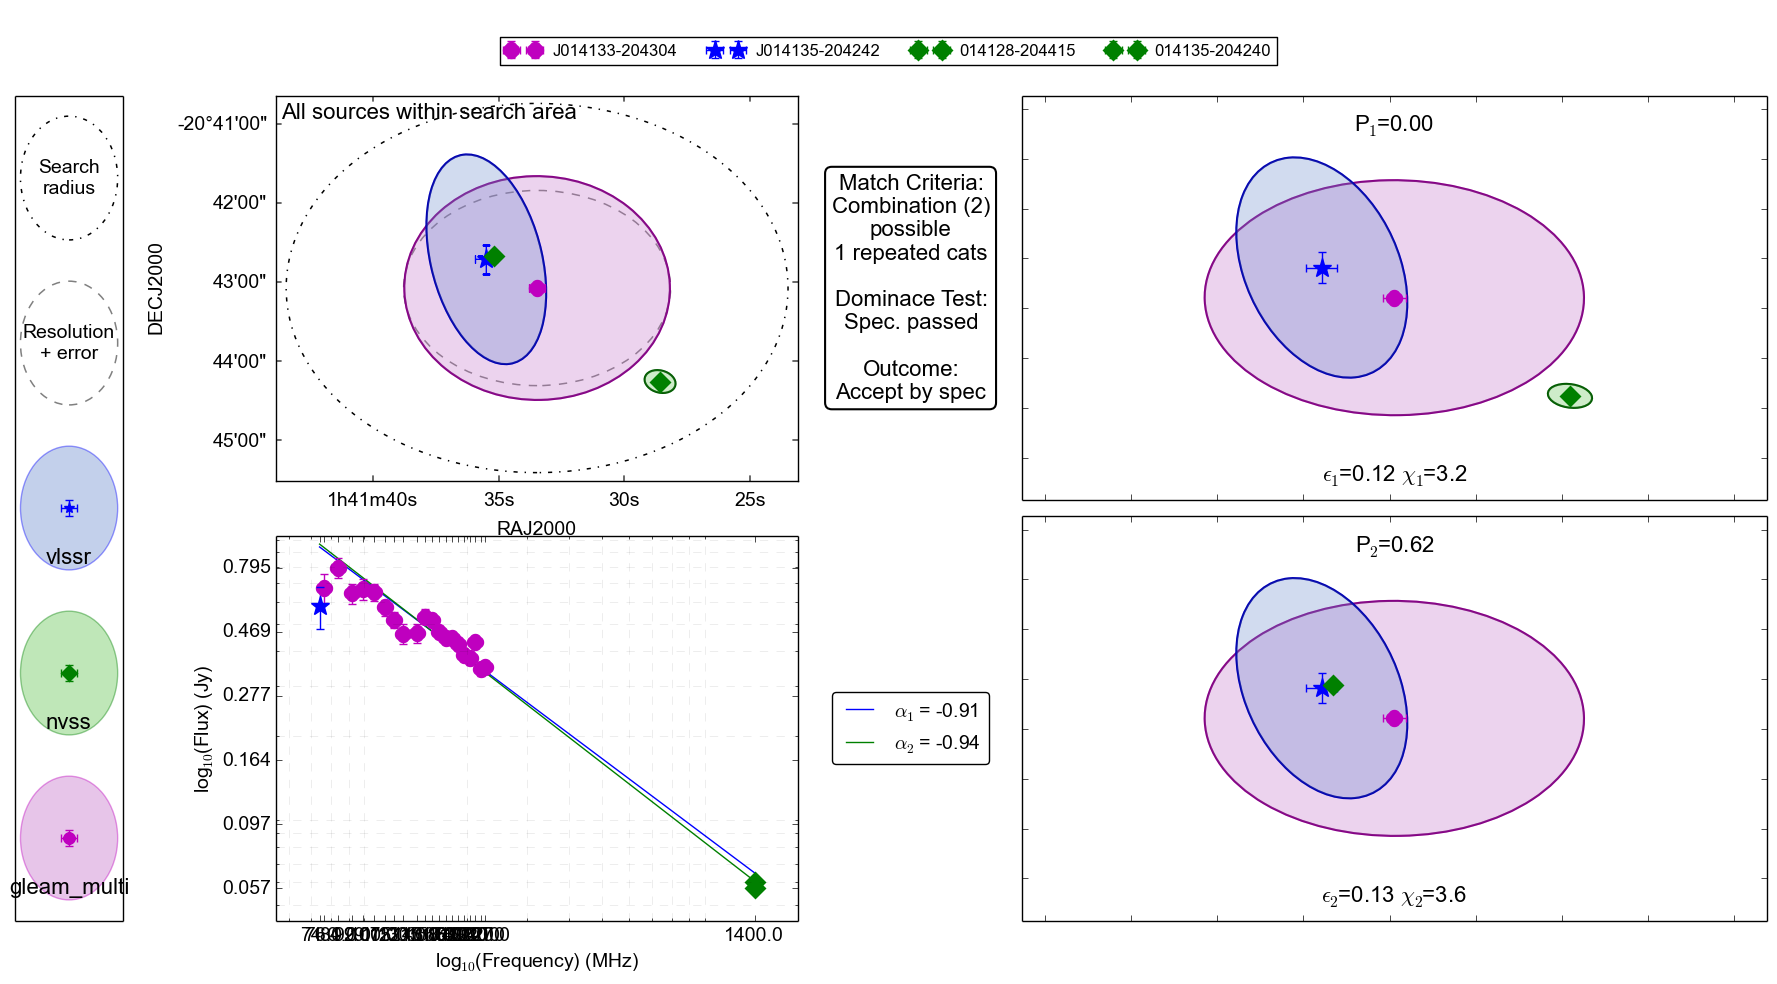 J014133-204304 J014135-204242 014128-204415 014135-204240
Search
radius
Resolution
+ error
vlssr
nvss
gleam_multi
All sources within search area
-20°41'00"
42'00"
43'00"
44'00"
45'00"
DECJ2000
1h41m40s 35s 30s 25s
RAJ2000
Match Criteria:
Combination (2)
possible
1 repeated cats
Dominace Test:
Spec. passed
Outcome:
Accept by spec
P1=0.00
ϵ1=0.12 χ1=3.2
0.795
0.469
0.277
0.164
0.097
0.057
log10(Flux) (Jy)
1400.0
log10(Frequency) (MHz)
α1 = -0.91
α2 = -0.94
P2=0.62
ϵ2=0.13 χ2=3.6